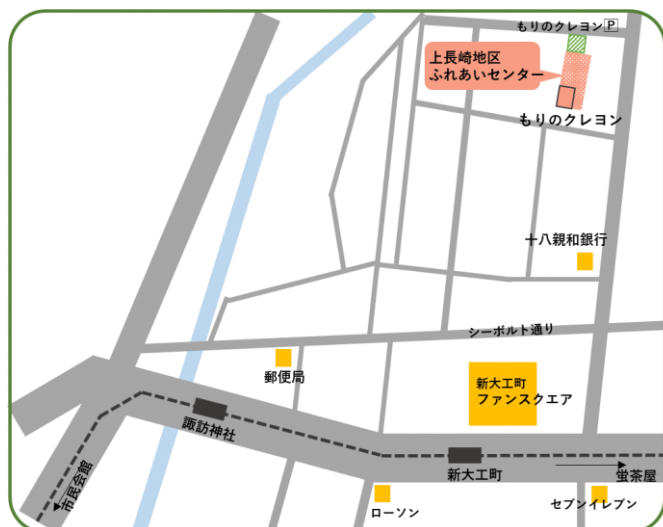 もりのクレヨンP
上長崎地区
ふれあいセンター
もりのクレヨン
十八親和銀行
シーボルト通り
郵便局
新大工町
ファンスクエア
諏訪神社
市民会館
新大工町
蛍茶屋
ローソン
セブンイレブン